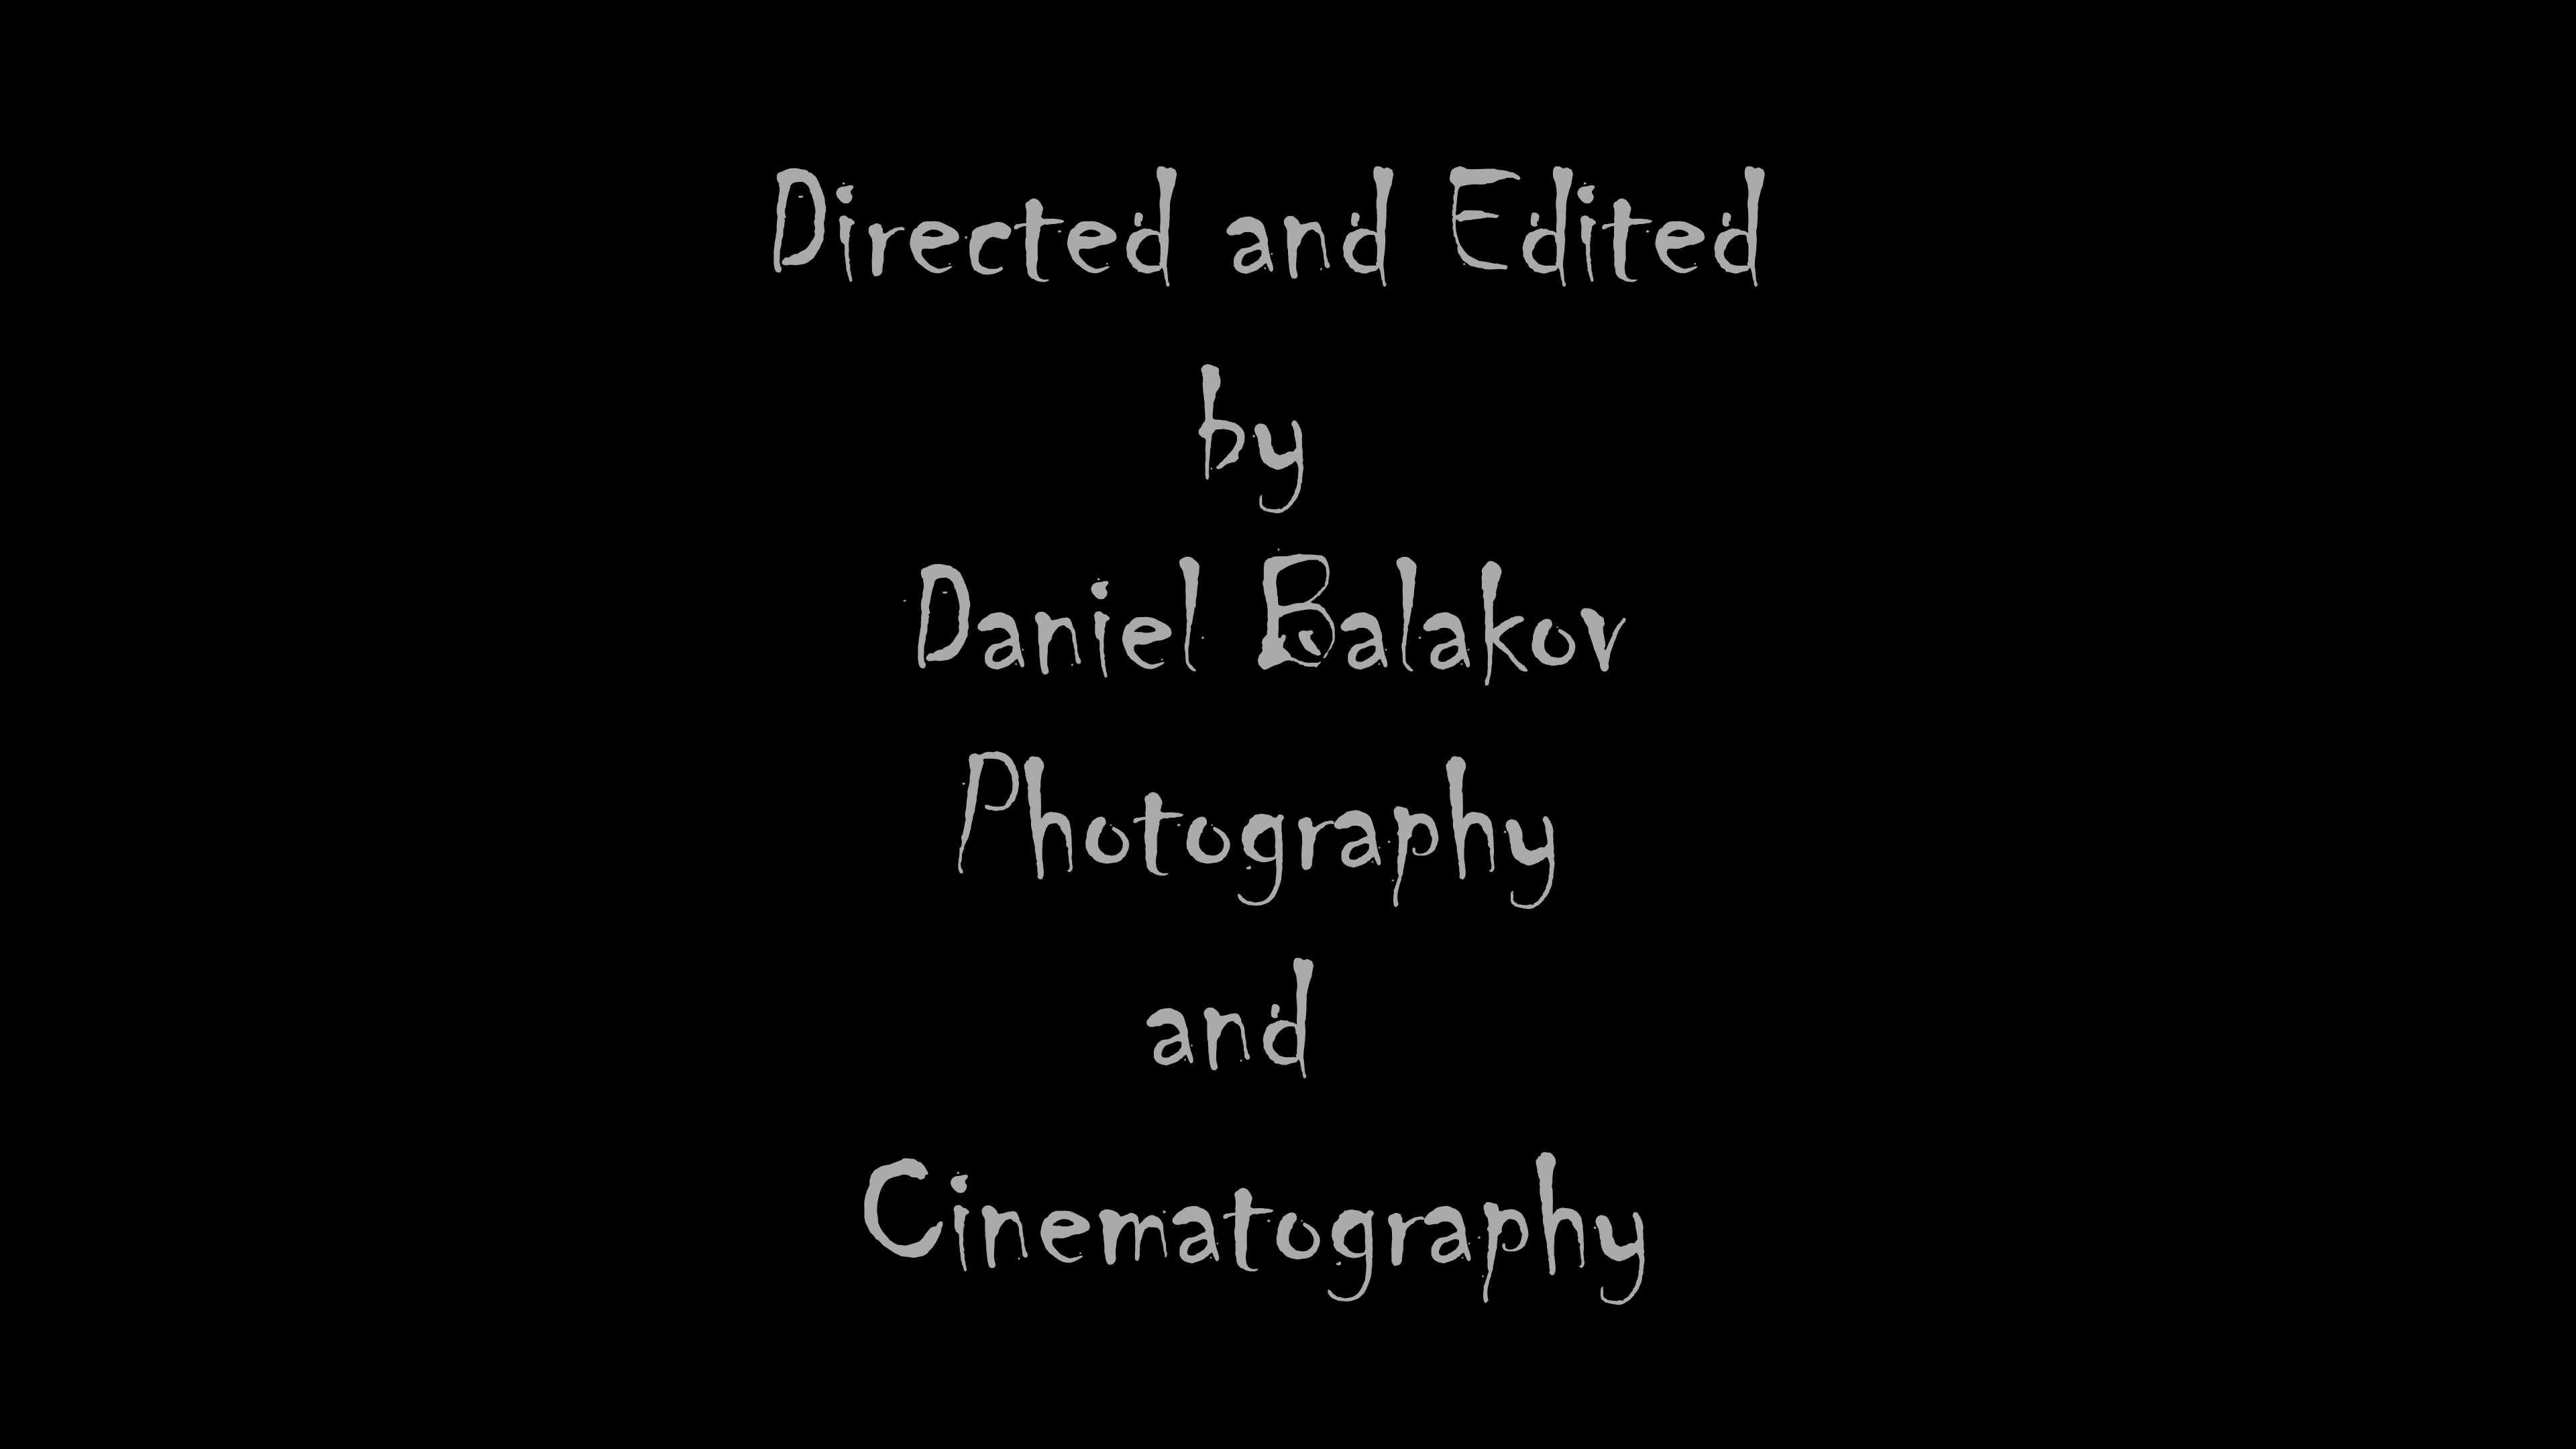 Directed and Edited
by
Daniel Balakov
Photography
and
Cinematography